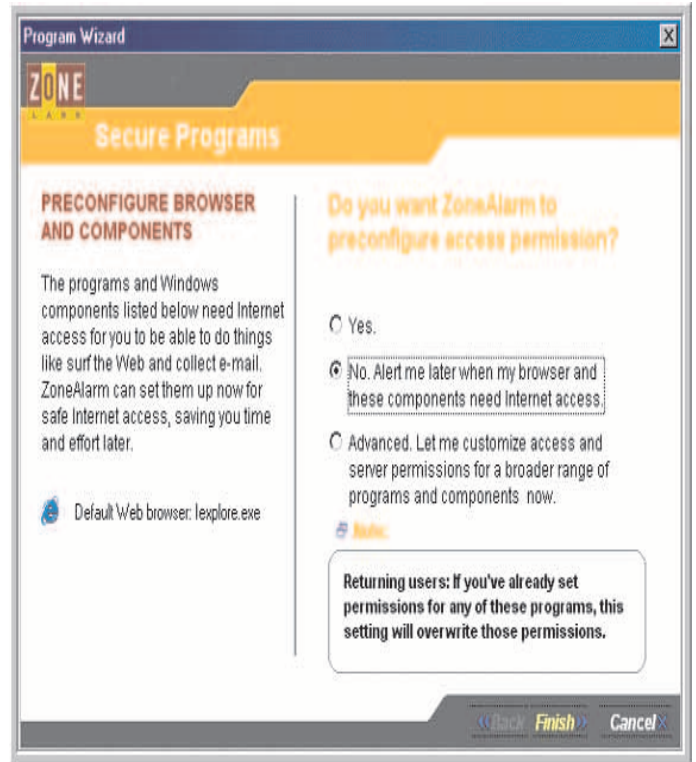 Program Wizard
ZONE
LABS
Secure Programs
PRECONFIGURE BROWSER
AND COMPONENTS
The programs and Windows
components listed below need Internet
access for you to be able to do things
like surf the Web and collect e-mail.
ZoneAlarm can set them up now for
safe Internet access, saving you time
and effort later.
Default Web browser: Iexplore.exe
Do you want ZoneAlarm to
preconfigure access permission?
Yes.
No. Alert me later when my browser and
these components need Internet access.
Advanced. Let me customize access and
server permissions for a broader range of
programs and components now.
Note:
Returning users: If you've already set
permissions for any of these programs, this
setting will overwrite those permissions.
<<Back Finish>> Cancel X